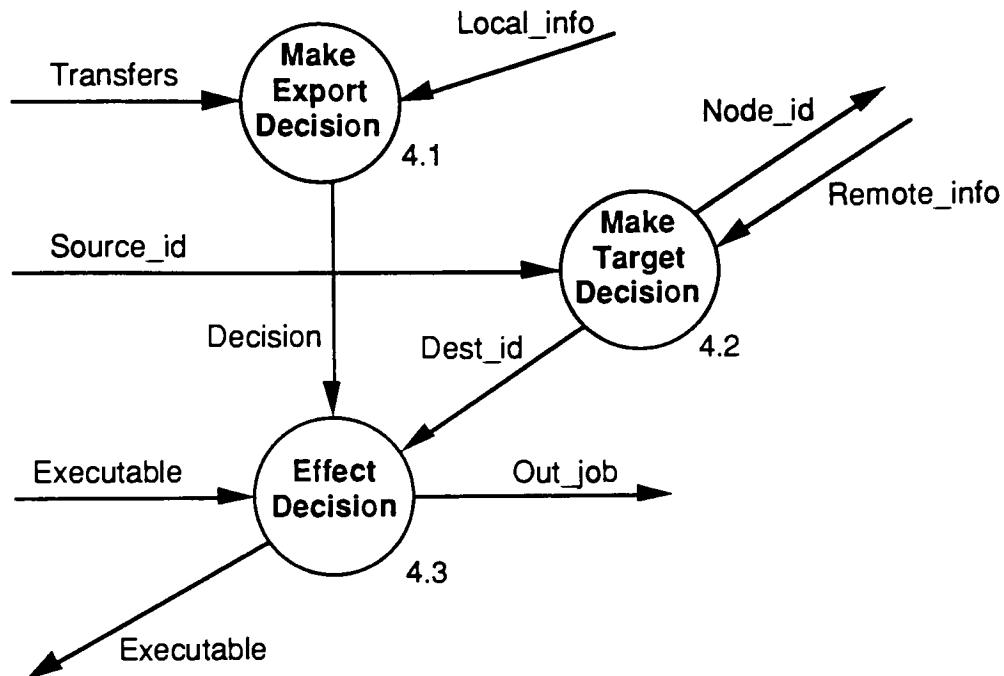 Local_info
Make
Export
Decision
Transfers
4.1
Node_id
Remote_info
Make
Target
Decision
Source_id
4.2
Decision
Dest_id
Executable
Effect
Decision
Out_job
4.3
Executable